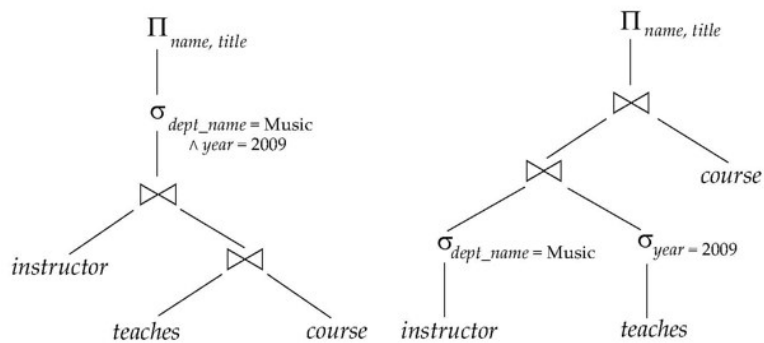 Π name, title
σ dept_name = Music
∧ year = 2009
⋈
instructor
⋈
teaches
course
Π name, title
⋈
⋈
course
σ dept_name = Music
σ year = 2009
instructor
teaches